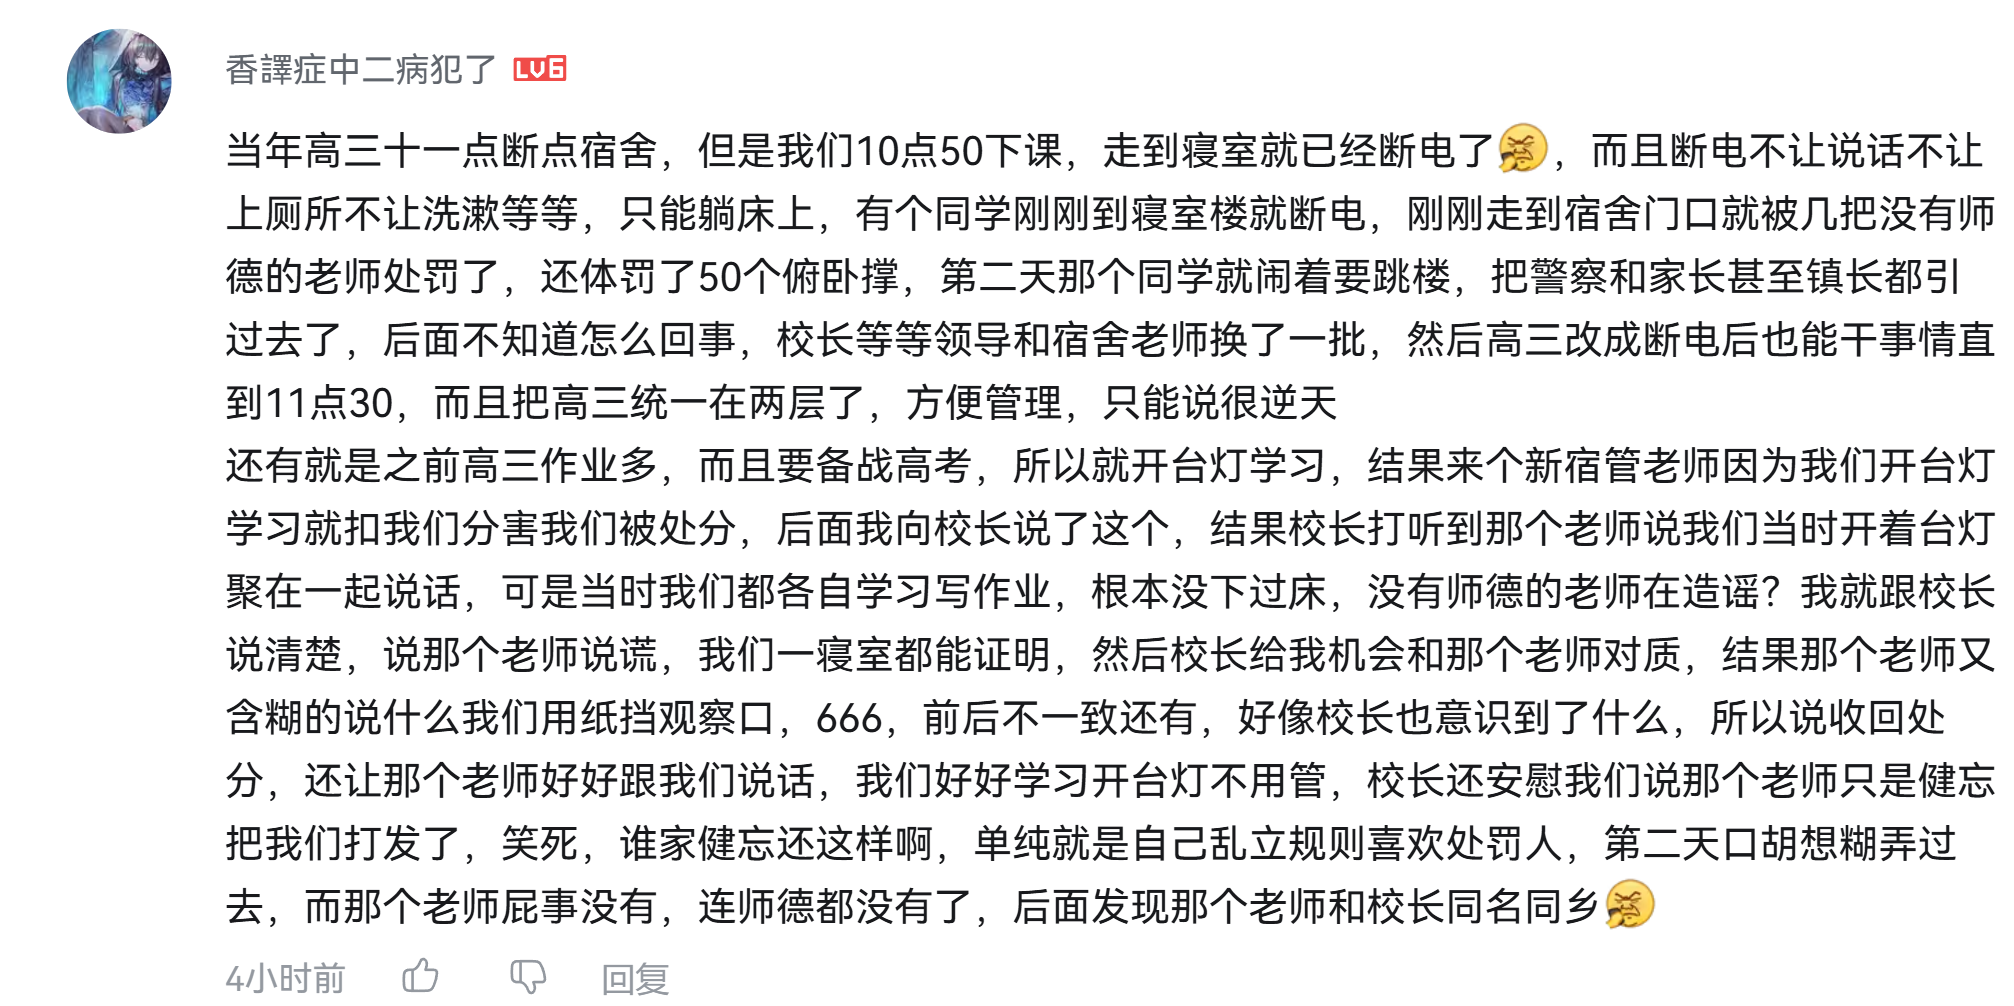 香譯症中二病犯了 LV6
当年高三十一点断点宿舍，但是我们10点50下课，走到寝室就已经断电了，而且断电不让说话不让
上厕所不让洗漱等等，只能躺床上，有个同学刚刚到寝室楼就断电，刚刚走到宿舍门口就被几把没有师
德的老师处罚了，还体罚了50个俯卧撑，第二天那个同学就闹着要跳楼，把警察和家长甚至镇长都引
过去了，后面不知道怎么回事，校长等等领导和宿舍老师换了一批，然后高三改成断电后也能干事情直
到11点30，而且把高三统一在两层了，方便管理，只能说很逆天
还有就是之前高三作业多，而且要备战高考，所以就开台灯学习，结果来个新宿管老师因为我们开台灯
学习就扣我们分害我们被处分，后面我向校长说了这个，结果校长打听到那个老师说我们当时开着台灯
聚在一起说话，可是当时我们都各自学习写作业，根本没下过床，没有师德的老师在造谣？我就跟校长
说清楚，说那个老师说谎，我们一寝室都能证明，然后校长给我机会和那个老师对质，结果那个老师又
含糊的说什么我们用纸挡观察口，666，前后不一致还有，好像校长也意识到了什么，所以说收回处
分，还让那个老师好好跟我们说话，我们好好学习开台灯不用管，校长还安慰我们说那个老师只是健忘
把我们打发了，笑死，谁家健忘还这样啊，单纯就是自己乱立规则喜欢处罚人，第二天口胡想糊弄过
去，而那个老师屁事没有，连师德都没有了，后面发现那个老师和校长同名同乡
4小时前 回复